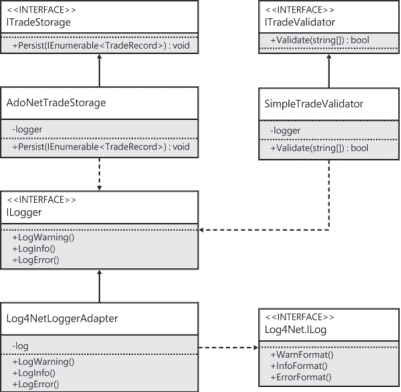 <<INTERFACE>>
ITradeStorage
+Persist(IEnumerable<TradeRecord>) : void
<<INTERFACE>>
ITradeValidator
+Validate(string[]) : bool
AdoNetTradeStorage
-logger
+Persist(IEnumerable<TradeRecord>) : void
SimpleTradeValidator
-logger
+Validate(string[]) : bool
<<INTERFACE>>
ILogger
+LogWarning()
+LogInfo()
+LogError()
Log4NetLoggerAdapter
-log
+LogWarning()
+LogInfo()
+LogError()
<<INTERFACE>>
Log4Net.ILog
+WarnFormat()
+InfoFormat()
+ErrorFormat()